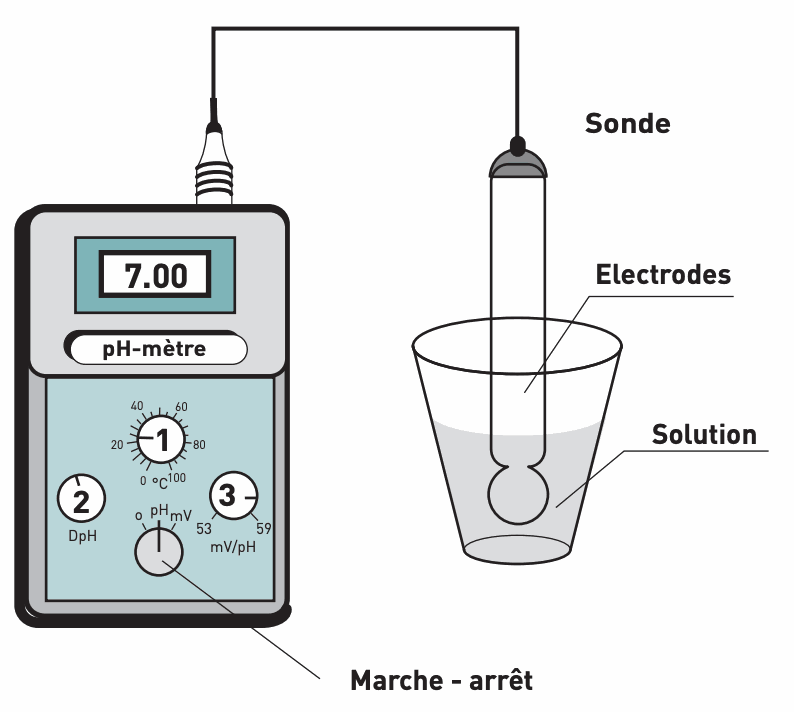 Sonde
7.00
Electrodes
pH-mètre
40 60
20 1 80
0 °C 100
Solution
2 3
DpH
o pH mV
53 59
mV/pH
Marche - arrêt